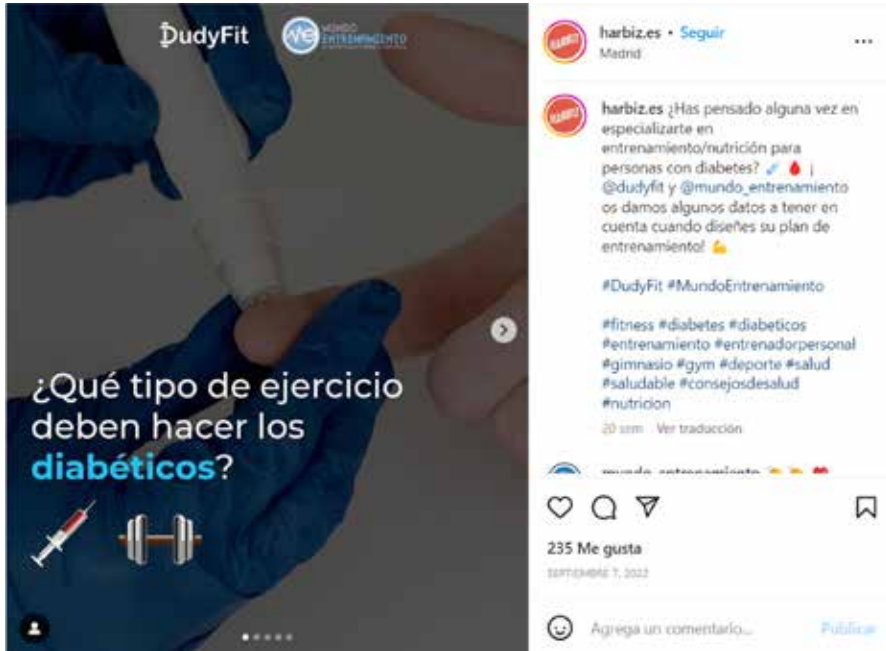 DudyFit
MUNDO
ENTRENAMIENTO
¿Qué tipo de ejercicio
deben hacer los
diabéticos?
harbiz.es • Seguir
Madrid
HARBIZ
HARBIZ
harbiz.es ¿Has pensado alguna vez en
especializarte en
entrenamiento/nutrición para
personas con diabetes? 💉 🩸 ¡
@dudyfit y @mundo_entrenamiento
os damos algunos datos a tener en
cuenta cuando diseñes su plan de
entrenamiento! 💪
#DudyFit #MundoEntrenamiento
#fitness #diabetes #diabeticos
#entrenamiento #entrenadorpersonal
#gimnasio #gym #deporte #salud
#saludable #consejosdesalud
#nutricion
20 sem Ver traducción
mundo_entrenamiento
235 Me gusta
SEPTIEMBRE 7, 2022
Agrega un comentario... Publicar